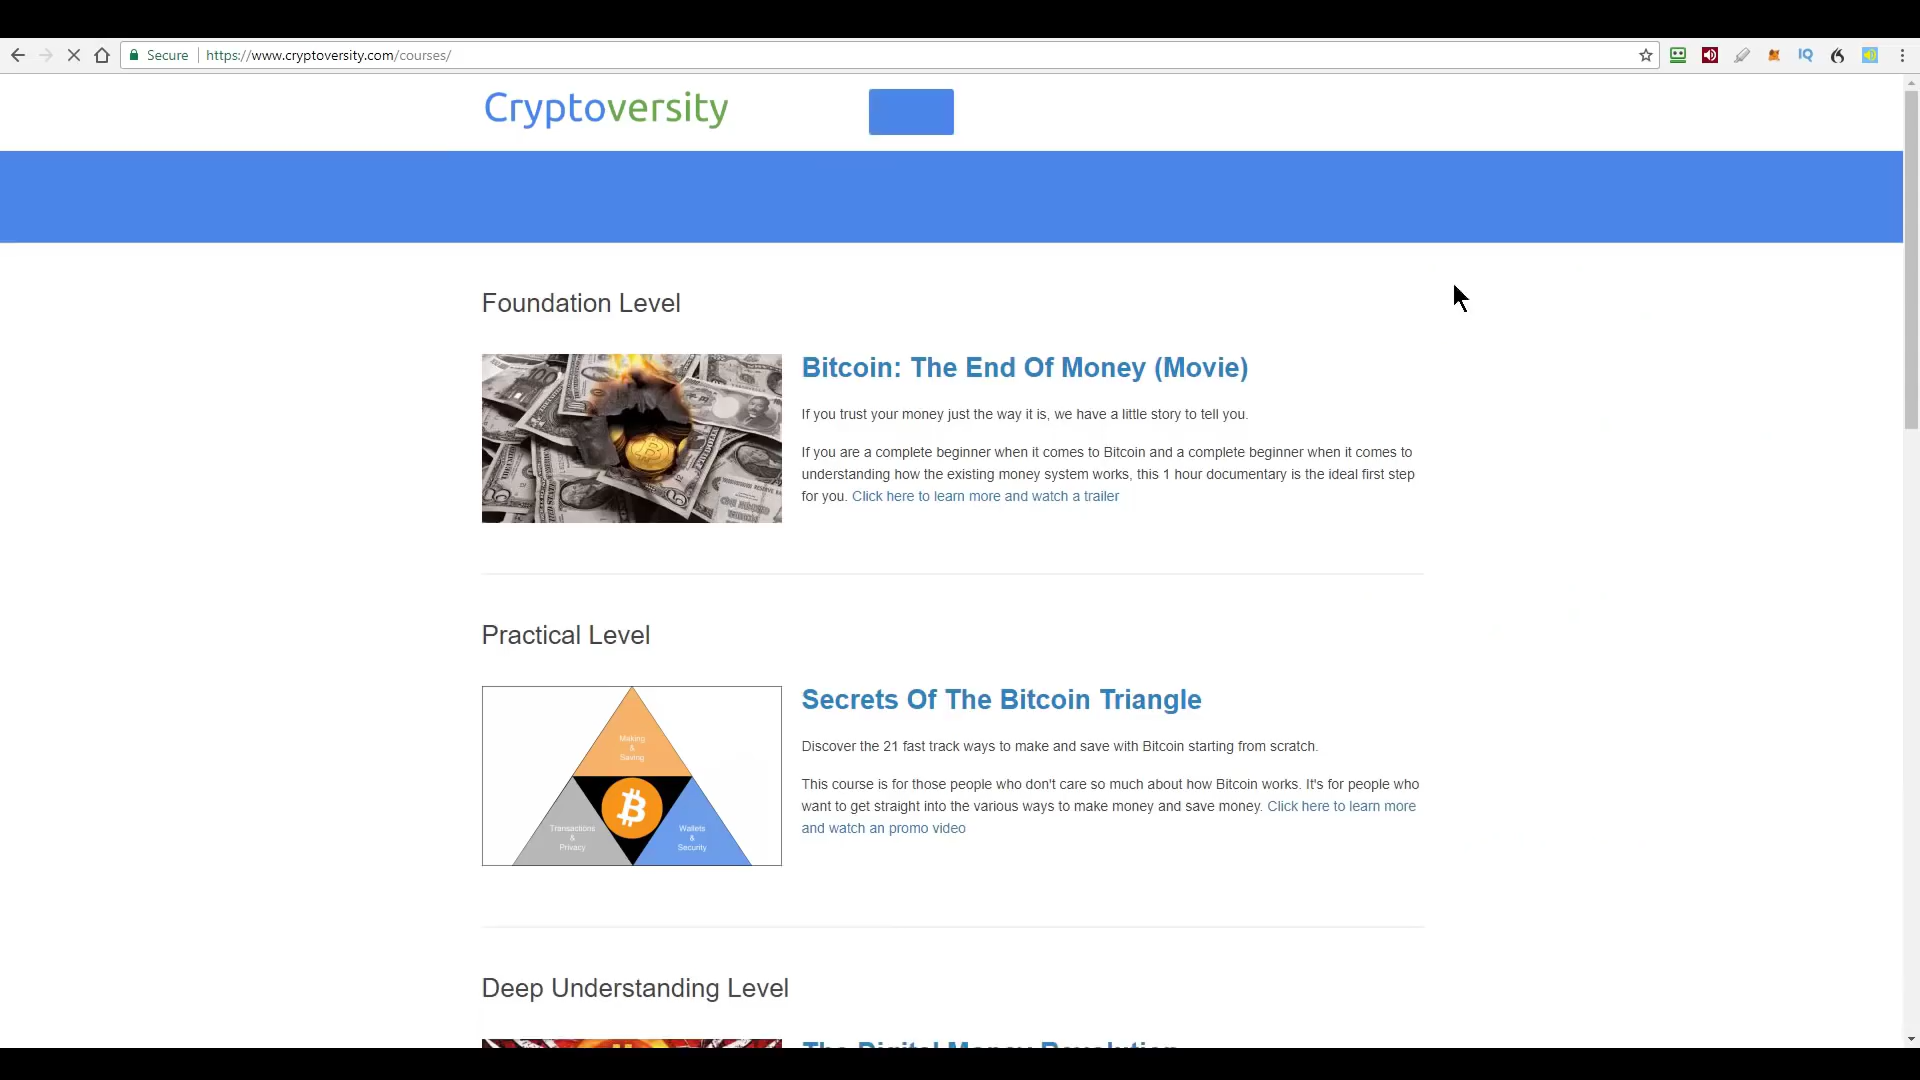 Secure https://www.cryptoversity.com/courses/
IQ
Cryptoversity
Foundation Level
Bitcoin: The End Of Money (Movie)
If you trust your money just the way it is, we have a little story to tell you.
If you are a complete beginner when it comes to Bitcoin and a complete beginner when it comes to
understanding how the existing money system works, this 1 hour documentary is the ideal first step
for you. Click here to learn more and watch a trailer
Practical Level
Making
&
Saving
Transactions
&
Privacy
Wallets
&
Security
Secrets Of The Bitcoin Triangle
Discover the 21 fast track ways to make and save with Bitcoin starting from scratch.
This course is for those people who don't care so much about how Bitcoin works. It's for people who
want to get straight into the various ways to make money and save money. Click here to learn more
and watch an promo video
Deep Understanding Level
The Digital Money Revolution